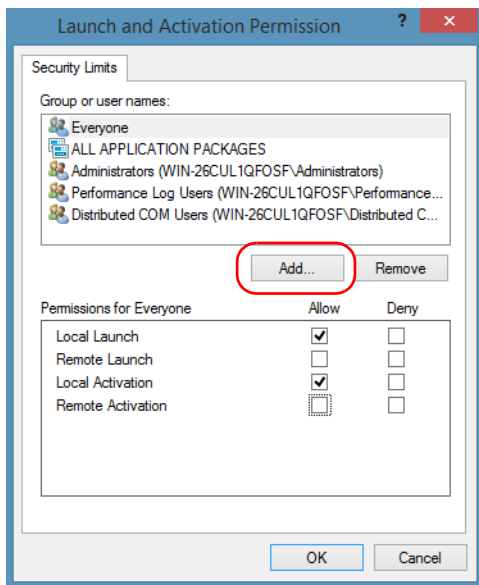 Launch and Activation Permission
?
×
Security Limits
Group or user names:
Everyone
ALL APPLICATION PACKAGES
Administrators (WIN-26CUL1QFOSF\Administrators)
Performance Log Users (WIN-26CUL1QFOSF\Performance...
Distributed COM Users (WIN-26CUL1QFOSF\Distributed C...
Add... Remove
Permissions for Everyone Allow Deny
Local Launch
Remote Launch
Local Activation
Remote Activation
OK Cancel